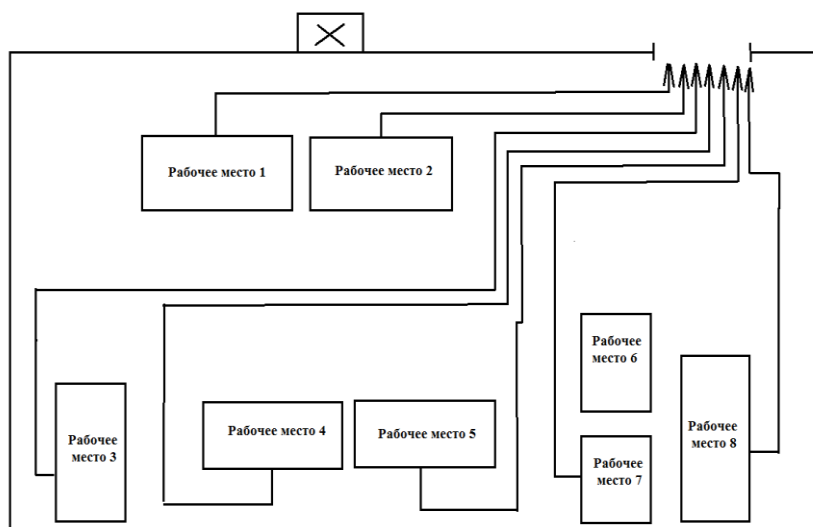 Рабочее место 1
Рабочее место 2
Рабочее
место 6
Рабочее
место 3
Рабочее место 4
Рабочее место 5
Рабочее
место 8
Рабочее
место 7